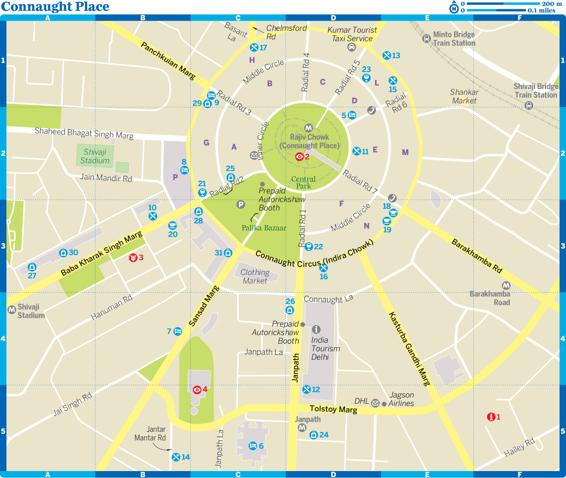 Connaught Place
0 200 m
0 0.1 miles
A B C D E F
1
2
3
4
5
Basant
La
Chelmsford
Rd
17
Kumar Tourist
Taxi Service
Minto Bridge
Train Station
13
Panchkuian Marg
H
Middle Circle
B
Radial Rd 4
C
Radial Rd 5
23
L
15
Shivaji Bridge
Train Station
Shankar
Market
29
9
Radial Rd 3
D
5
Radial
Rd 6
Shaheed Bhagat Singh Marg
M
Rajiv Chowk
(Connaught Place)
G
A
Inner Circle
2
11
E
M
Shivaji
Stadium
Jain Mandir Rd
8
P
25
Central
Park
21
Radial Rd 2
Prepaid
Autorickshaw
Booth
Radial Rd 7
P
Palika Bazaar
10
20
28
Radial Rd 1
F
Middle Circle
N
18
19
Baba Kharak Singh Marg
3
30
27
31
22
Connaught Circus (Indira Chowk)
16
Barakhamba Rd
Clothing
Market
M
Barakhamba
Road
M
Shivaji
Stadium
Hanuman Rd
Sansad Marg
26
Connaught La
Prepaid
Autorickshaw
Booth
India
Tourism
Delhi
Kasturba Gandhi Marg
7
Janpath La
Janpath
4
12
Jai Singh Rd
Tolstoy Marg
DHL
Jagson
Airlines
1
Janpath
M
24
Jantar
Mantar Rd
Janpath La
6
14
Hailey Rd
A B C D E F
1
2
3
4
5